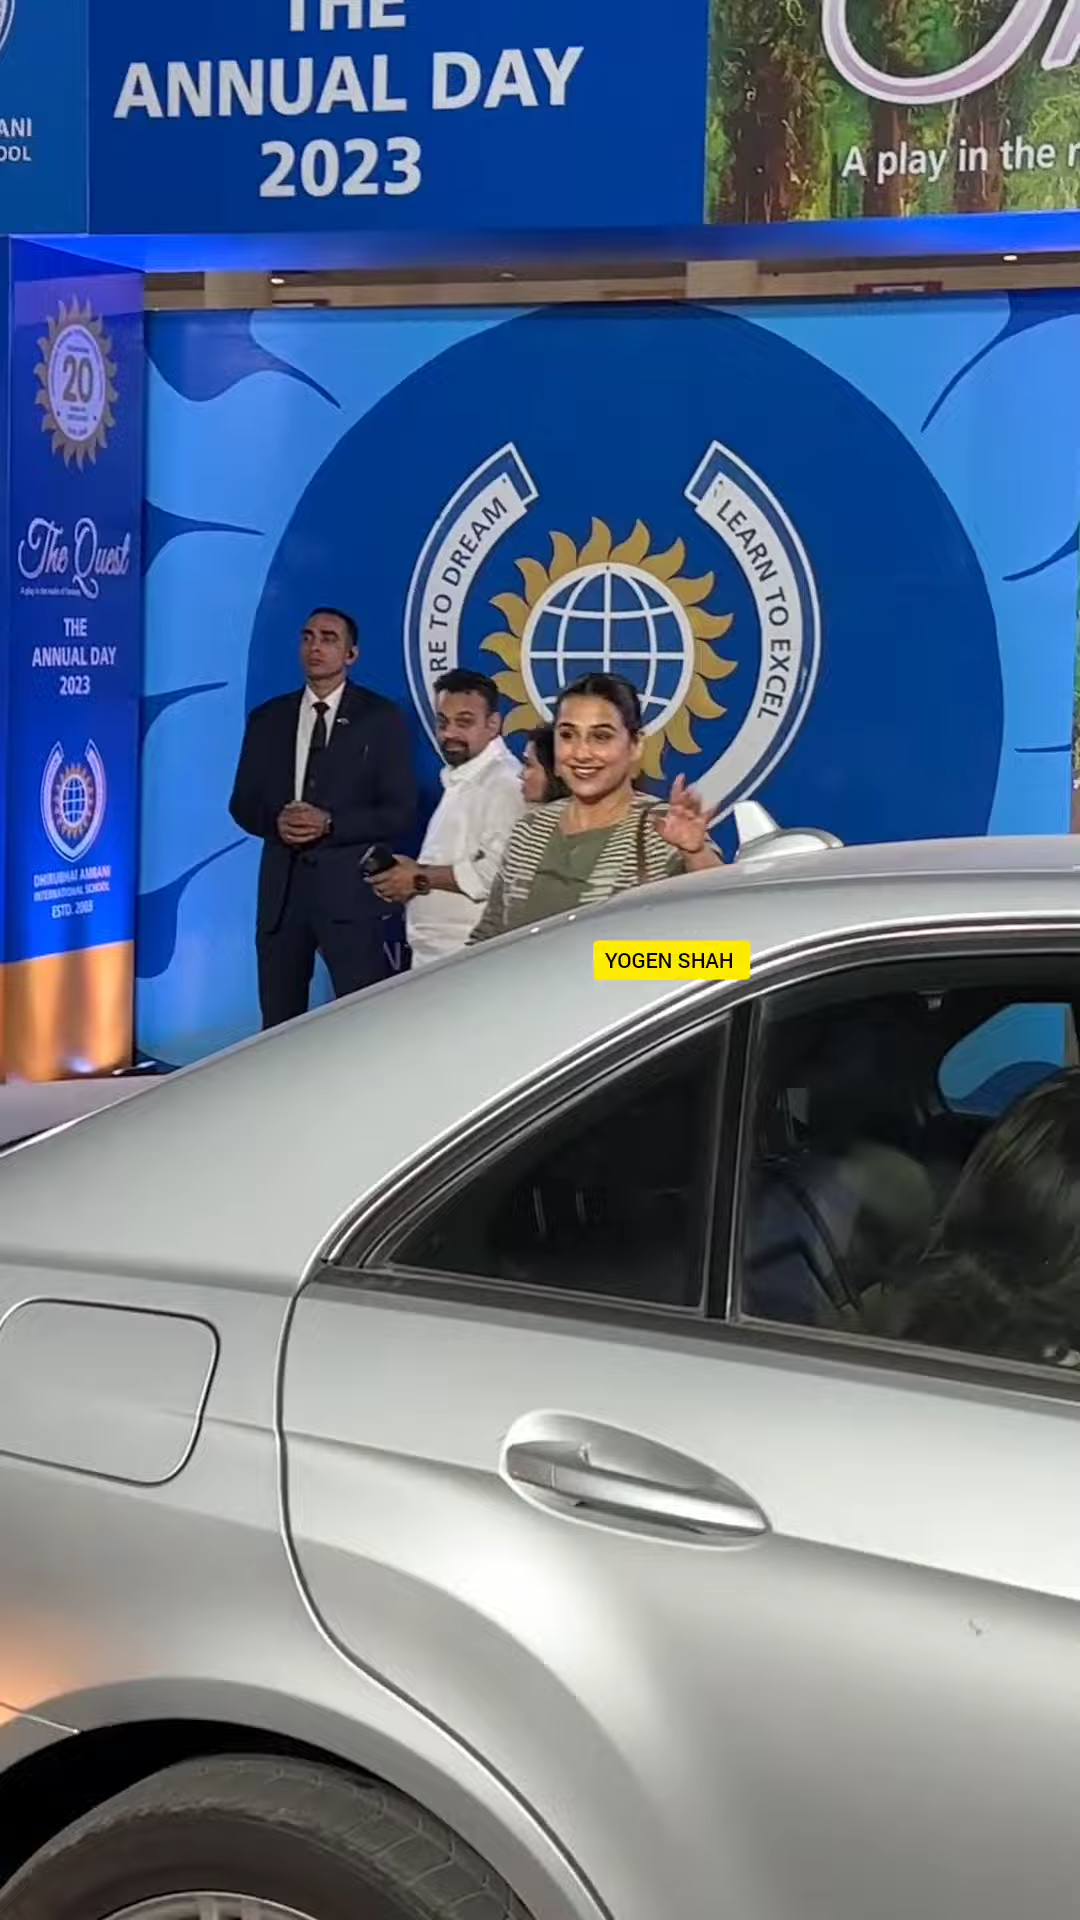 THE
ANNUAL DAY
2023
ANI
OOL
A play in the r
20
The Quest
THE
ANNUAL DAY
2023
DHIRUBHAI AMBANI
INTERNATIONAL SCHOOL
ESTD. 2003
RE TO DREAM
LEARN TO EXCEL
YOGEN SHAH